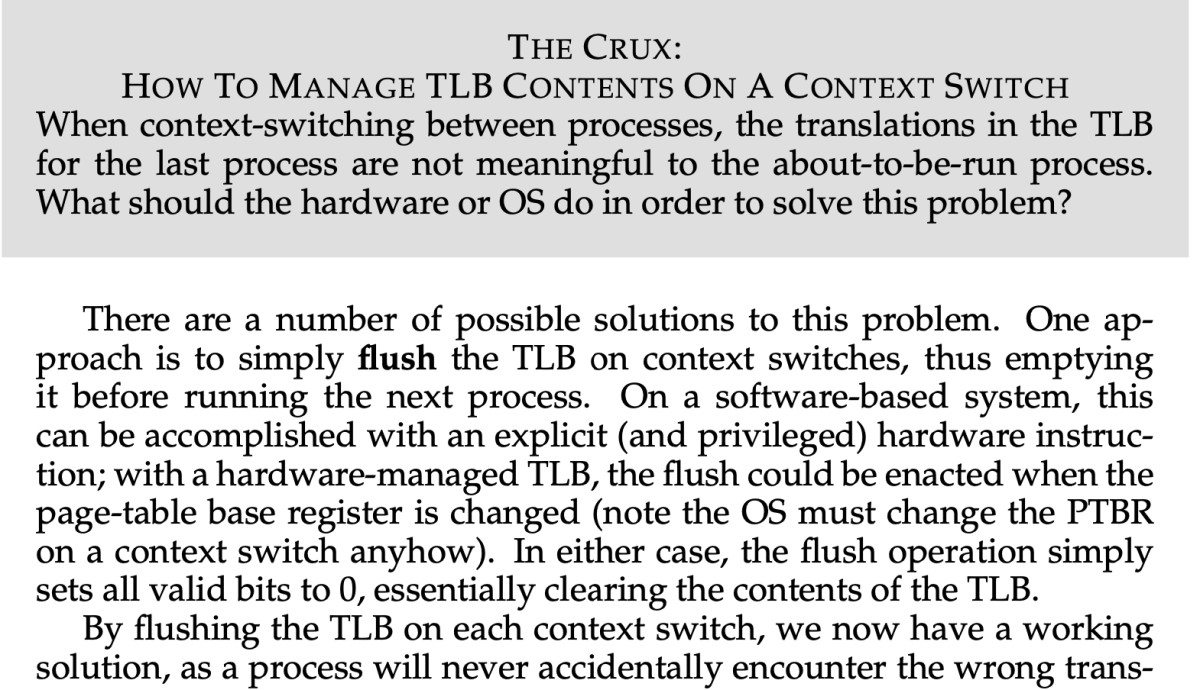 THE CRUX:
HOW TO MANAGE TLB CONTENTS ON A CONTEXT SWITCH
When context-switching between processes, the translations in the TLB
for the last process are not meaningful to the about-to-be-run process.
What should the hardware or OS do in order to solve this problem?
There are a number of possible solutions to this problem. One ap-
proach is to simply flush the TLB on context switches, thus emptying
it before running the next process. On a software-based system, this
can be accomplished with an explicit (and privileged) hardware instruc-
tion; with a hardware-managed TLB, the flush could be enacted when the
page-table base register is changed (note the OS must change the PTBR
on a context switch anyhow). In either case, the flush operation simply
sets all valid bits to 0, essentially clearing the contents of the TLB.
By flushing the TLB on each context switch, we now have a working
solution, as a process will never accidentally encounter the wrong trans-